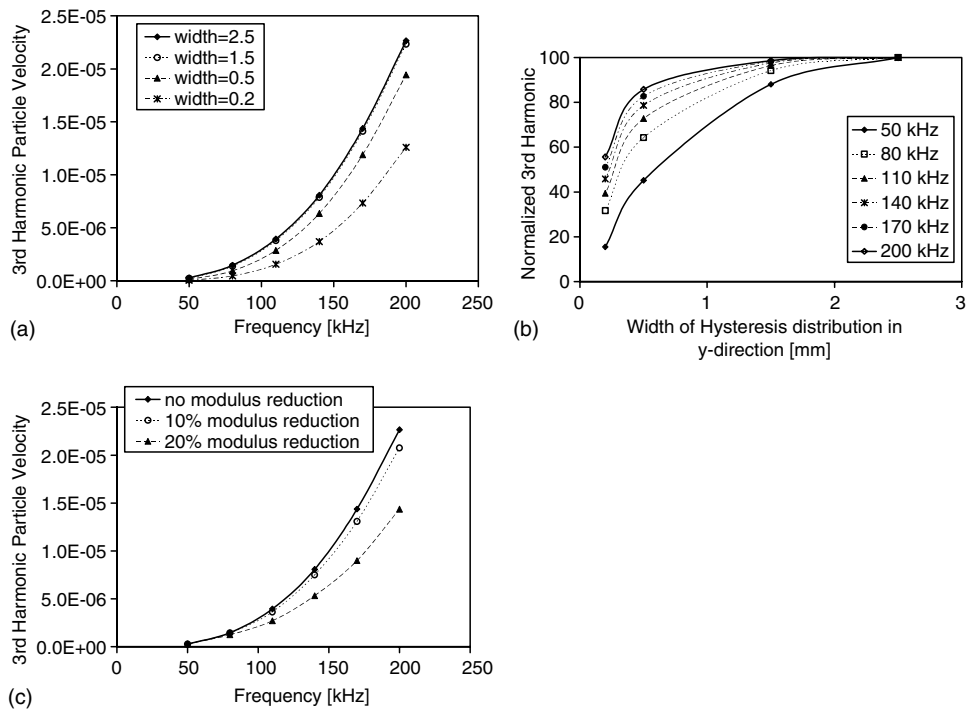 3rd Harmonic Particle Velocity
2.5E-05
2.0E-05
1.5E-05
1.0E-05
5.0E-06
0.0E+00
width=2.5
width=1.5
width=0.5
width=0.2
0 50 100 150 200 250
Frequency [kHz]
(a)
Normalized 3rd Harmonic
100
80
60
40
20
0
50 kHz
80 kHz
110 kHz
140 kHz
170 kHz
200 kHz
0 1 2 3
Width of Hysteresis distribution in
y-direction [mm]
(b)
no modulus reduction
10% modulus reduction
20% modulus reduction
3rd Harmonic Particle Velocity
2.5E-05
2.0E-05
1.5E-05
1.0E-05
5.0E-06
0.0E+00
0 50 100 150 200 250
Frequency [kHz]
(c)